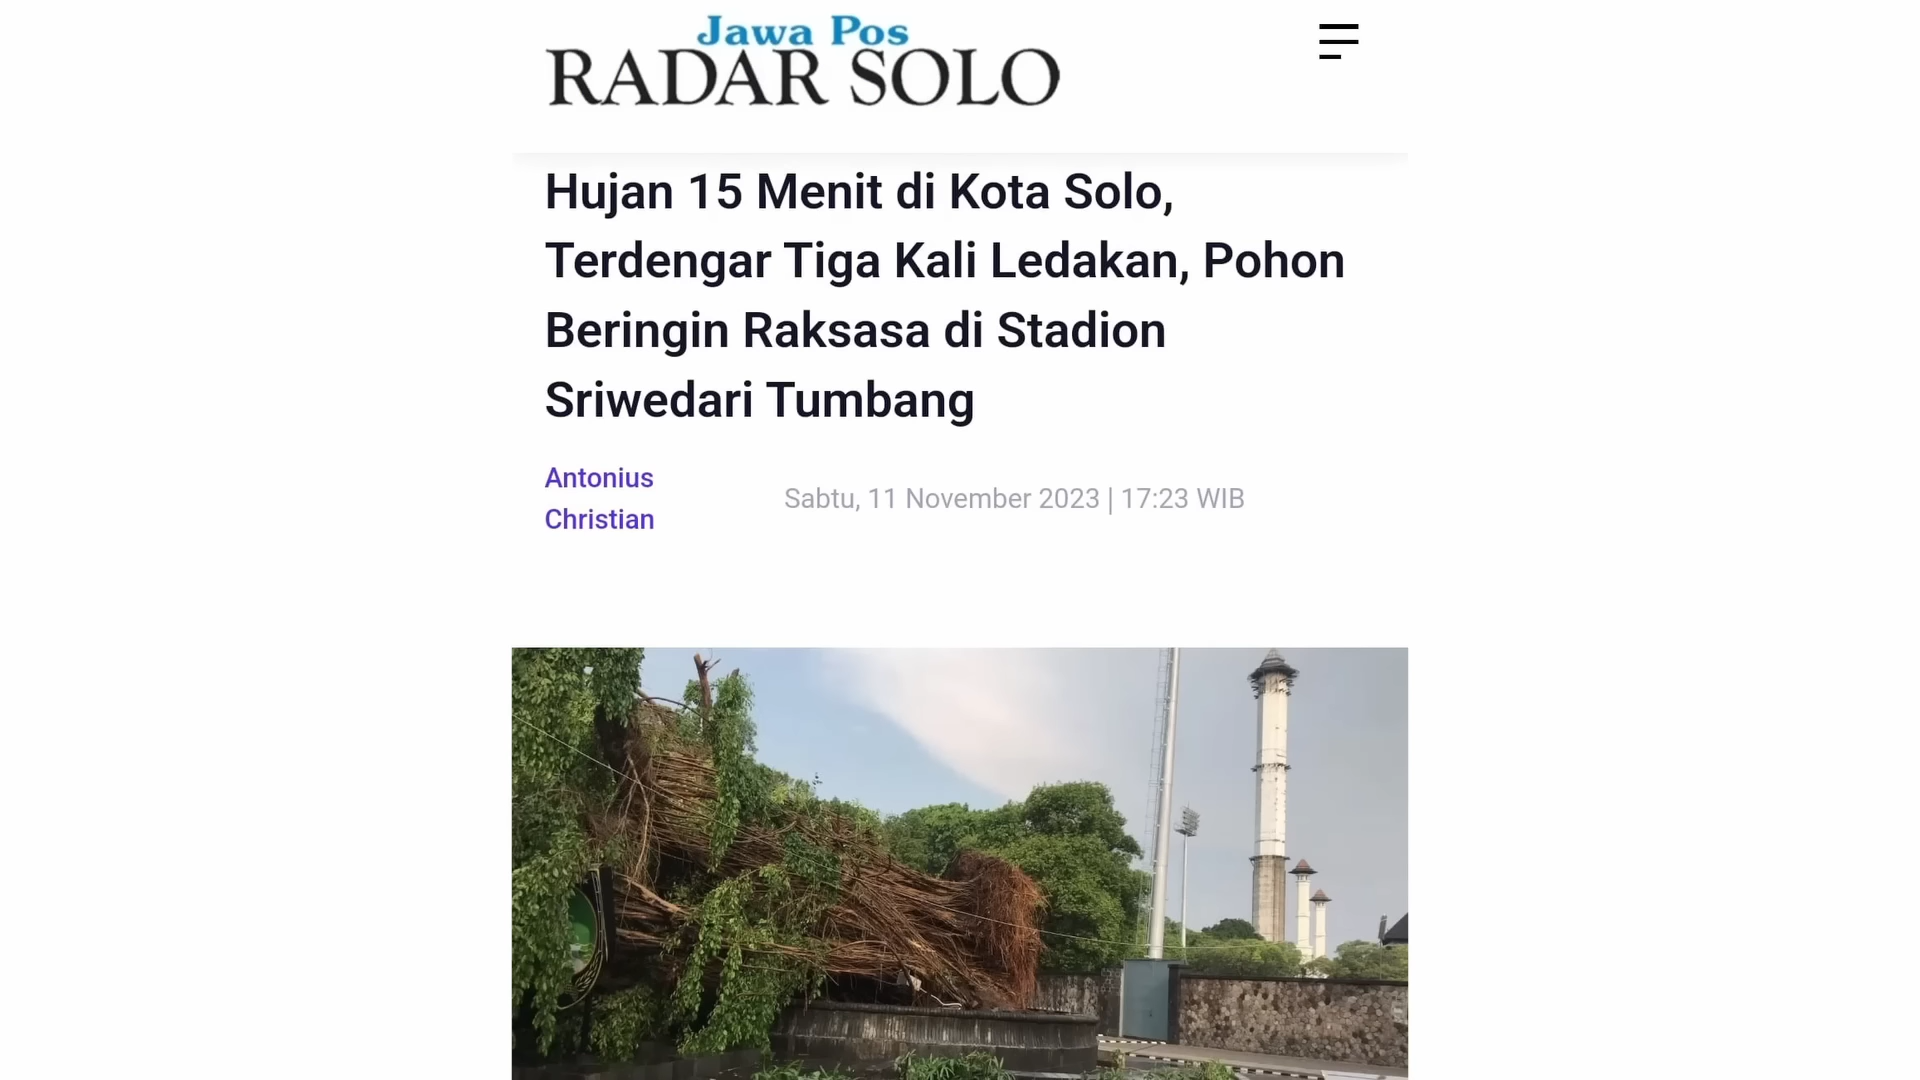 Jawa Pos
RADAR SOLO
Hujan 15 Menit di Kota Solo,
Terdengar Tiga Kali Ledakan, Pohon
Beringin Raksasa di Stadion
Sriwedari Tumbang
Antonius
Christian
Sabtu, 11 November 2023 | 17:23 WIB